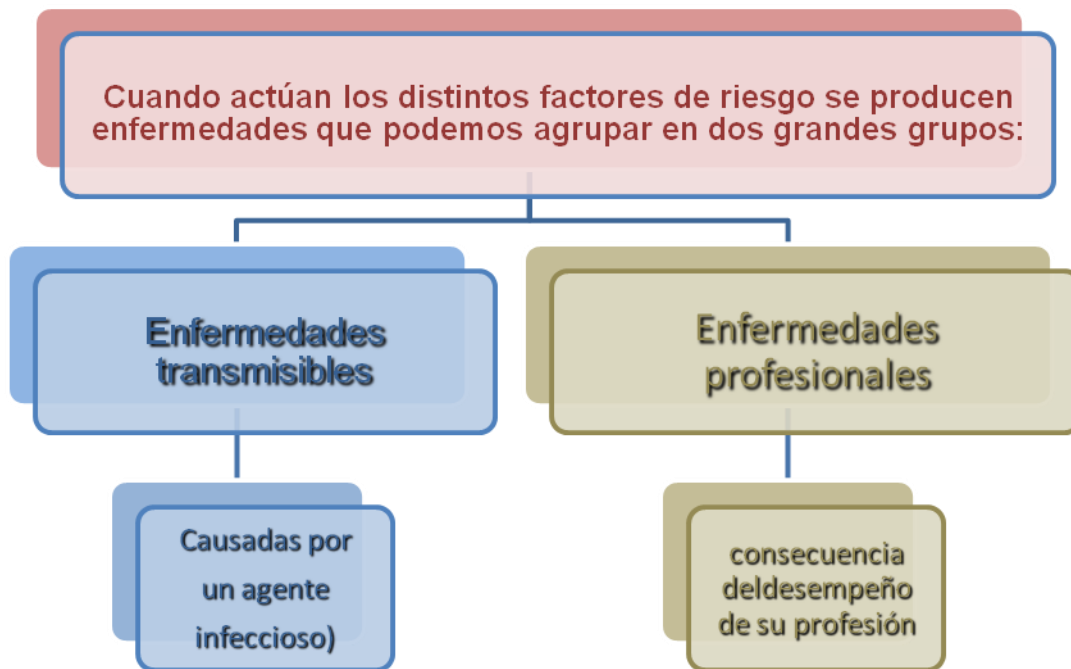 Cuando actúan los distintos factores de riesgo se producen
enfermedades que podemos agrupar en dos grandes grupos:
Enfermedades
transmisibles
Enfermedades
profesionales
Causadas por
un agente
infeccioso)
consecuencia
deldesempeño
de su profesión